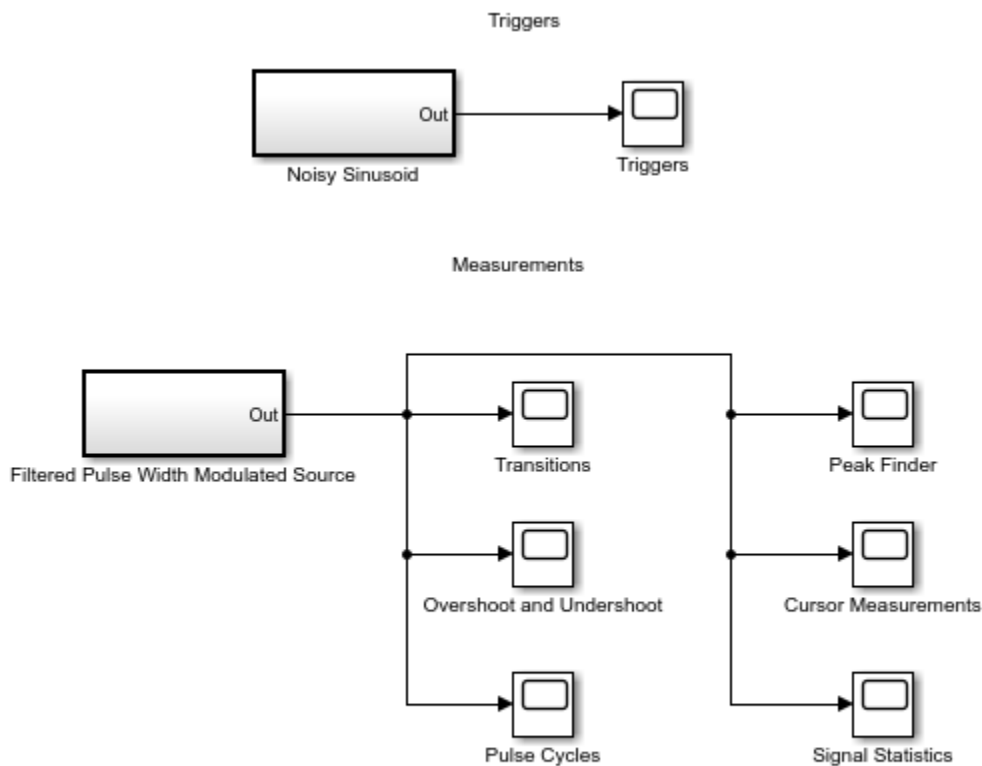 Triggers
Out
Noisy Sinusoid
Triggers
Measurements
Out
Filtered Pulse Width Modulated Source
Transitions
Peak Finder
Overshoot and Undershoot
Cursor Measurements
Pulse Cycles
Signal Statistics